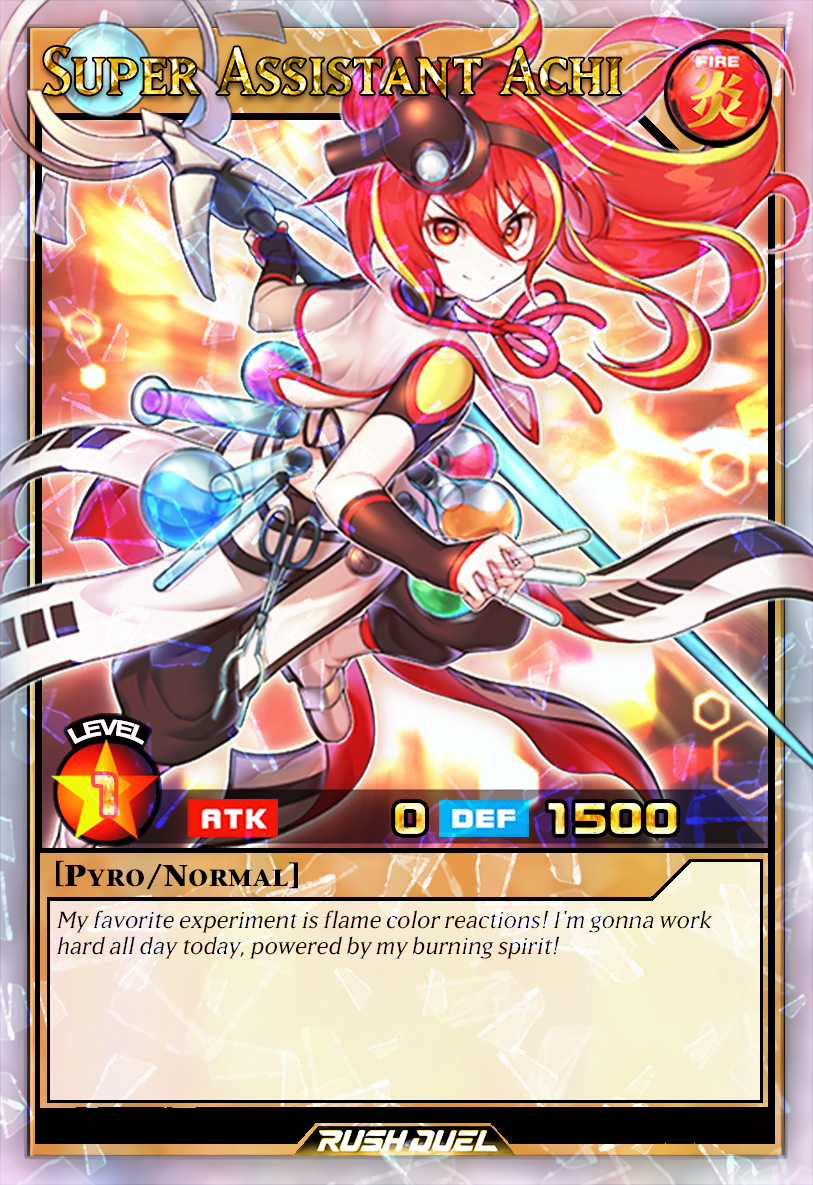 SUPER ASSISTANT ACHI
FIRE
炎
LEVEL
1
ATK 0 DEF 1500
[PYRO/NORMAL]
My favorite experiment is flame color reactions! I'm gonna work
hard all day today, powered by my burning spirit!
RUSH DUEL